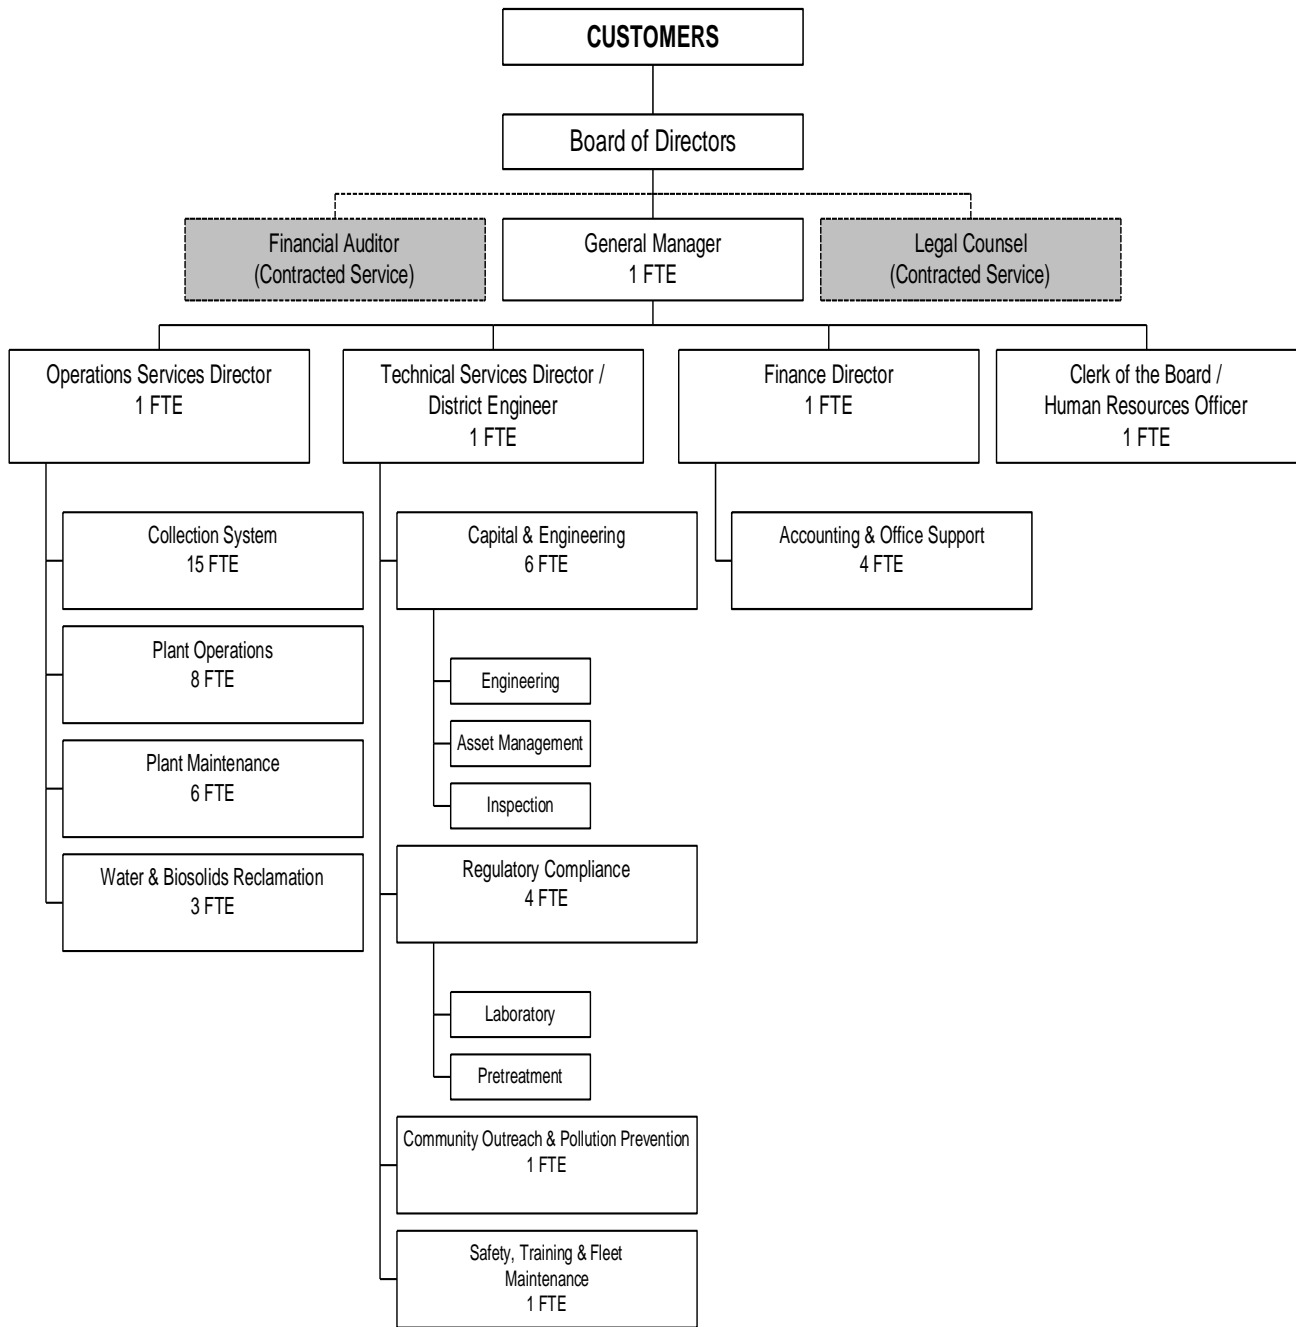 CUSTOMERS
Board of Directors
Financial Auditor
(Contracted Service)
General Manager
1 FTE
Legal Counsel
(Contracted Service)
Operations Services Director
1 FTE
Technical Services Director /
District Engineer
1 FTE
Finance Director
1 FTE
Clerk of the Board /
Human Resources Officer
1 FTE
Collection System
15 FTE
Plant Operations
8 FTE
Plant Maintenance
6 FTE
Water & Biosolids Reclamation
3 FTE
Capital & Engineering
6 FTE
Engineering
Asset Management
Inspection
Regulatory Compliance
4 FTE
Laboratory
Pretreatment
Community Outreach & Pollution Prevention
1 FTE
Safety, Training & Fleet
Maintenance
1 FTE
Accounting & Office Support
4 FTE